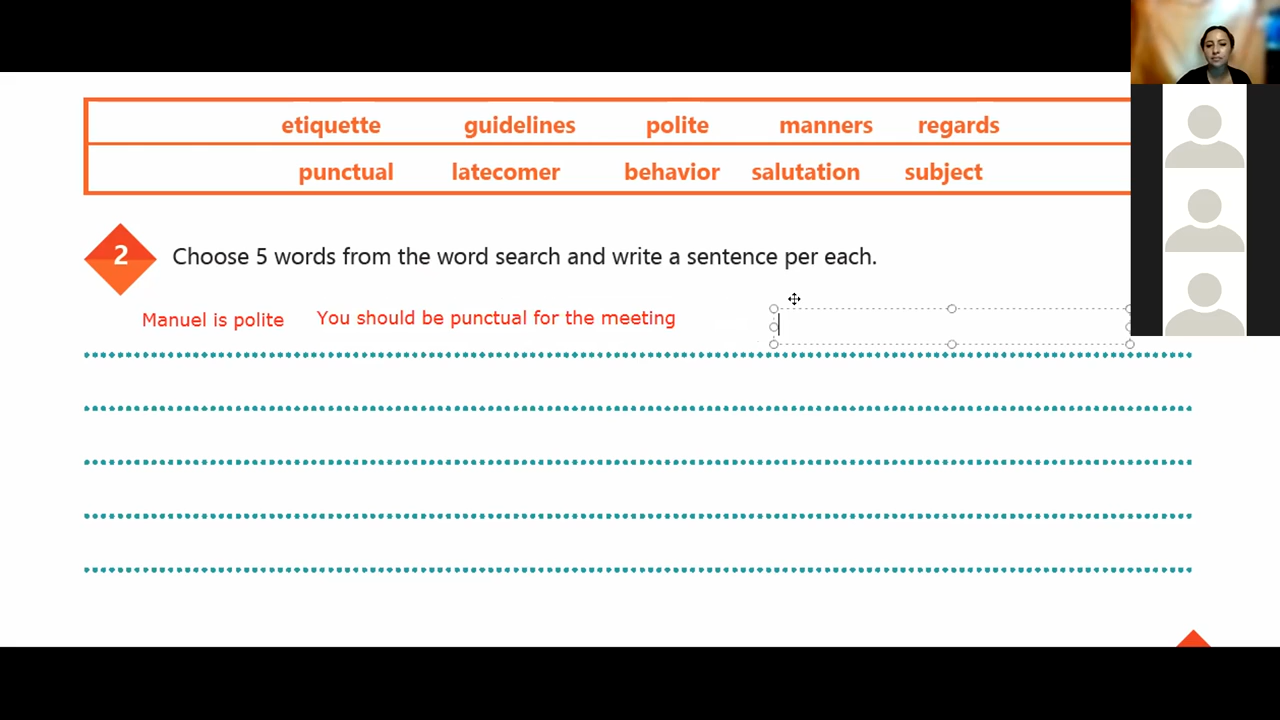 etiquette guidelines polite manners regards
punctual latecomer behavior salutation subject
2 Choose 5 words from the word search and write a sentence per each.
Manuel is polite You should be punctual for the meeting